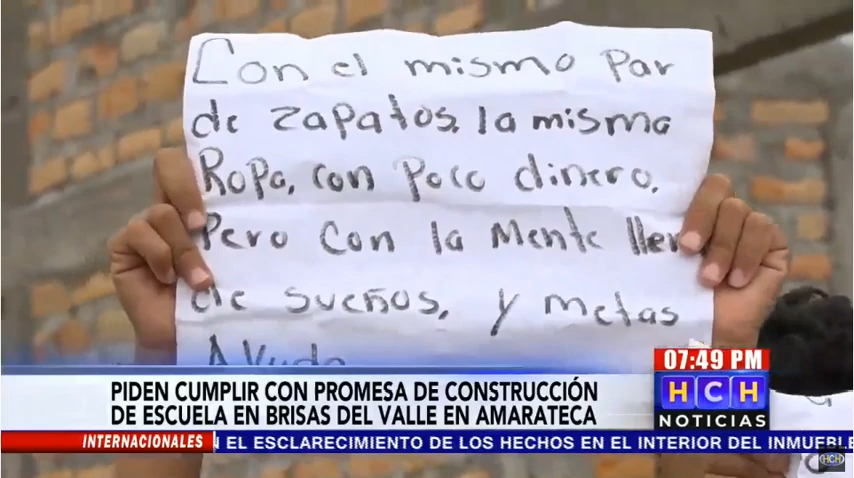 Con el mismo Par
de zapatos, la misma
Ropa, con poco dinero.
Pero con la Mente
de sueños, y metas
07:49 PM
PIDEN CUMPLIR CON PROMESA DE CONSTRUCCIÓN
DE ESCUELA EN BRISAS DEL VALLE EN AMARATECA
HCH
NOTICIAS
INTERNACIONALES
EL ESCLARECIMIENTO DE LOS HECHOS EN EL INTERIOR DEL INMUEBLE
HCH